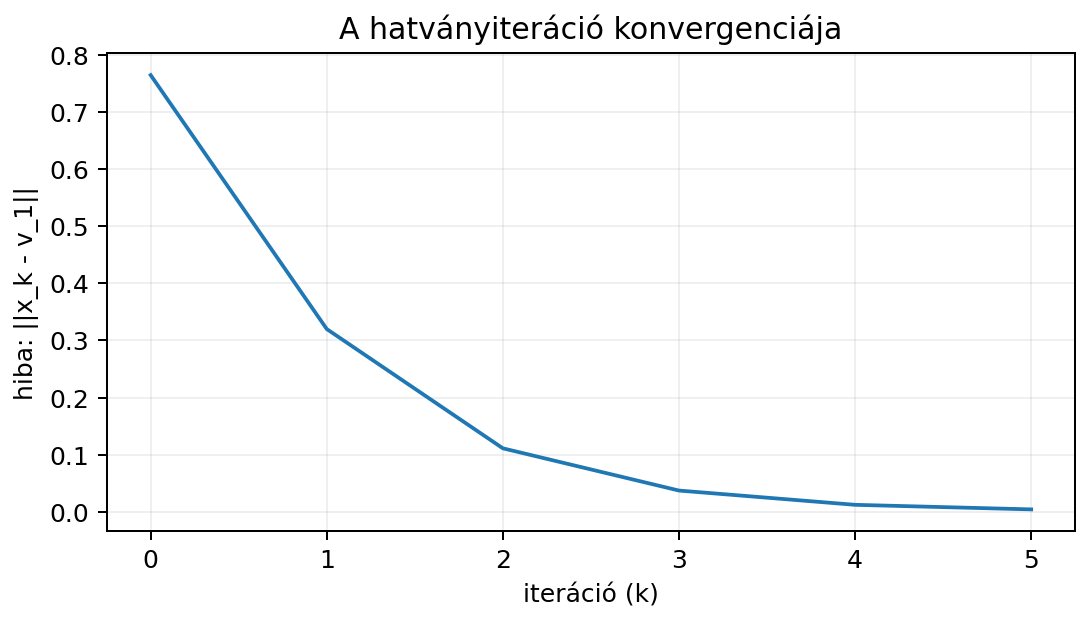 A hatványiteráció konvergenciája
hiba: ||x_k - v_1||
0.8
0.7
0.6
0.5
0.4
0.3
0.2
0.1
0.0
0 1 2 3 4 5
iteráció (k)